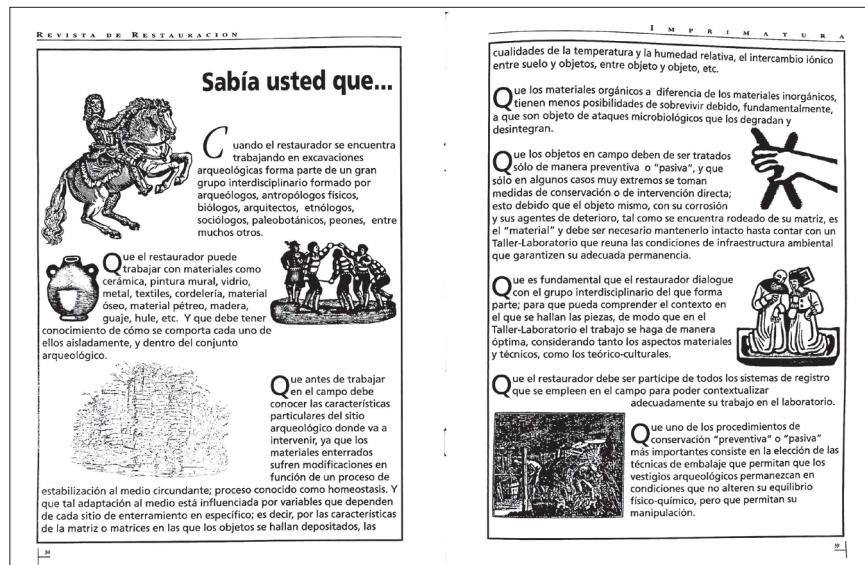 REVISTA DE RESTAURACION
Sabía usted que...
Cuando el restaurador se encuentra
trabajando en excavaciones
arqueológicas forma parte de un gran
grupo interdisciplinario formado por
arqueólogos, antropólogos físicos,
biólogos, arquitectos, etnólogos,
sociólogos, paleobotánicos, peones, entre
muchos otros.
Que el restaurador puede
trabajar con materiales como
cerámica, pintura mural, vidrio,
metal, textiles, cordelería, material
óseo, material pétreo, madera,
guaje, hule, etc. Y que debe tener
conocimiento de cómo se comporta cada uno de
ellos aisladamente, y dentro del conjunto
arqueológico.
Que antes de trabajar
en el campo debe
conocer las características
particulares del sitio
arqueológico donde va a
intervenir, ya que los
materiales enterrados
sufren modificaciones en
función de un proceso de
estabilización al medio circundante; proceso conocido como homeostasis. Y
que tal adaptación al medio está influenciada por variables que dependen
de cada sitio de enterramiento en específico; es decir, por las características
de la matriz o matrices en las que los objetos se hallan depositados, las
IMPRIMATURA
cualidades de la temperatura y la humedad relativa, el intercambio iónico
entre suelo y objetos, entre objeto y objeto, etc.
Que los materiales orgánicos a diferencia de los materiales inorgánicos,
tienen menos posibilidades de sobrevivir debido, fundamentalmente,
a que son objeto de ataques microbiológicos que los degradan y
desintegran.
Que los objetos en campo deben de ser tratados
sólo de manera preventiva o "pasiva", y que
sólo en algunos casos muy extremos se toman
medidas de conservación o de intervención directa;
esto debido que el objeto mismo, con su corrosión
y sus agentes de deterioro, tal como se encuentra rodeado de su matriz, es
el "material" y debe ser necesario mantenerlo intacto hasta contar con un
Taller-Laboratorio que reuna las condiciones de infraestructura ambiental
que garantizen su adecuada permanencia.
Que es fundamental que el restaurador dialogue
con el grupo interdisciplinario del que forma
parte; para que pueda comprender el contexto en
el que se hallan las piezas, de modo que en el
Taller-Laboratorio el trabajo se haga de manera
óptima, considerando tanto los aspectos materiales
y técnicos, como los teórico-culturales.
Que el restaurador debe ser participe de todos los sistemas de registro
que se empleen en el campo para poder contextualizar
adecuadamente su trabajo en el laboratorio.
Que uno de los procedimientos de
conservación "preventiva" o "pasiva"
más importantes consiste en la elección de las
técnicas de embalaje que permitan que los
vestigios arqueológicos permanezcan en
condiciones que no alteren su equilibrio
físico-químico, pero que permitan su
manipulación.